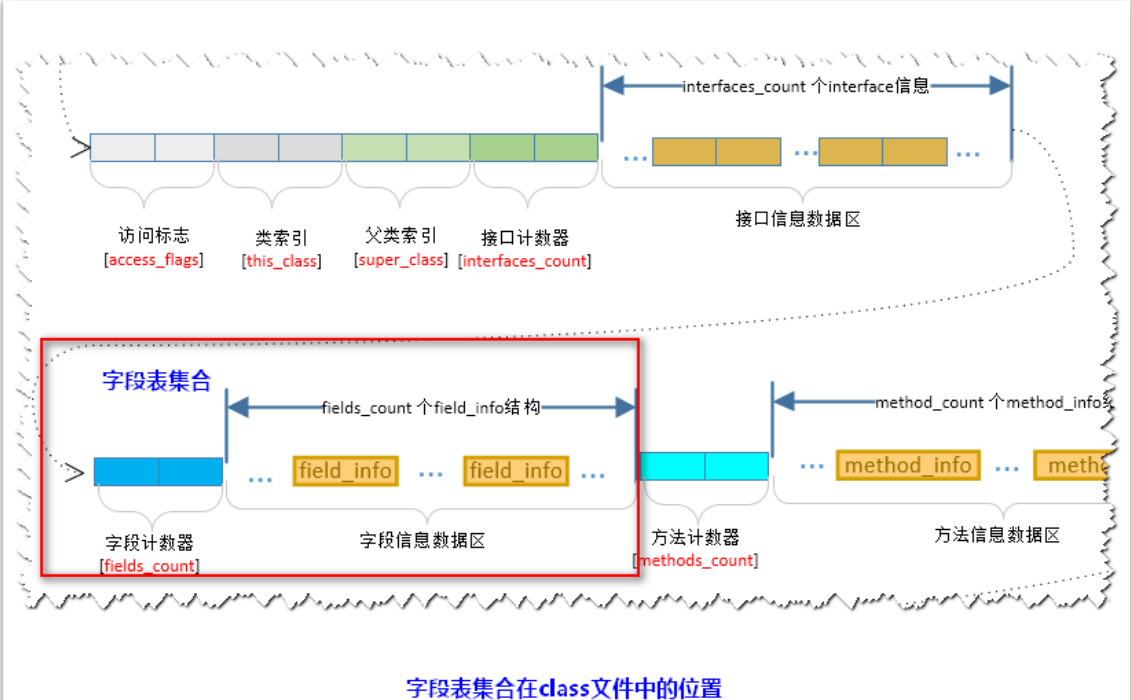 interfaces_count 个interface信息
...
...
...
访问标志
[access_flags]
类索引
[this_class]
父类索引
[super_class]
接口计数器
[interfaces_count]
接口信息数据区
字段表集合
fields_count 个field_info结构
method_count 个method_info
...
field_info
...
field_info
...
...
method_info
...
字段计数器
[fields_count]
字段信息数据区
方法计数器
[methods_count]
方法信息数据区
字段表集合在class文件中的位置